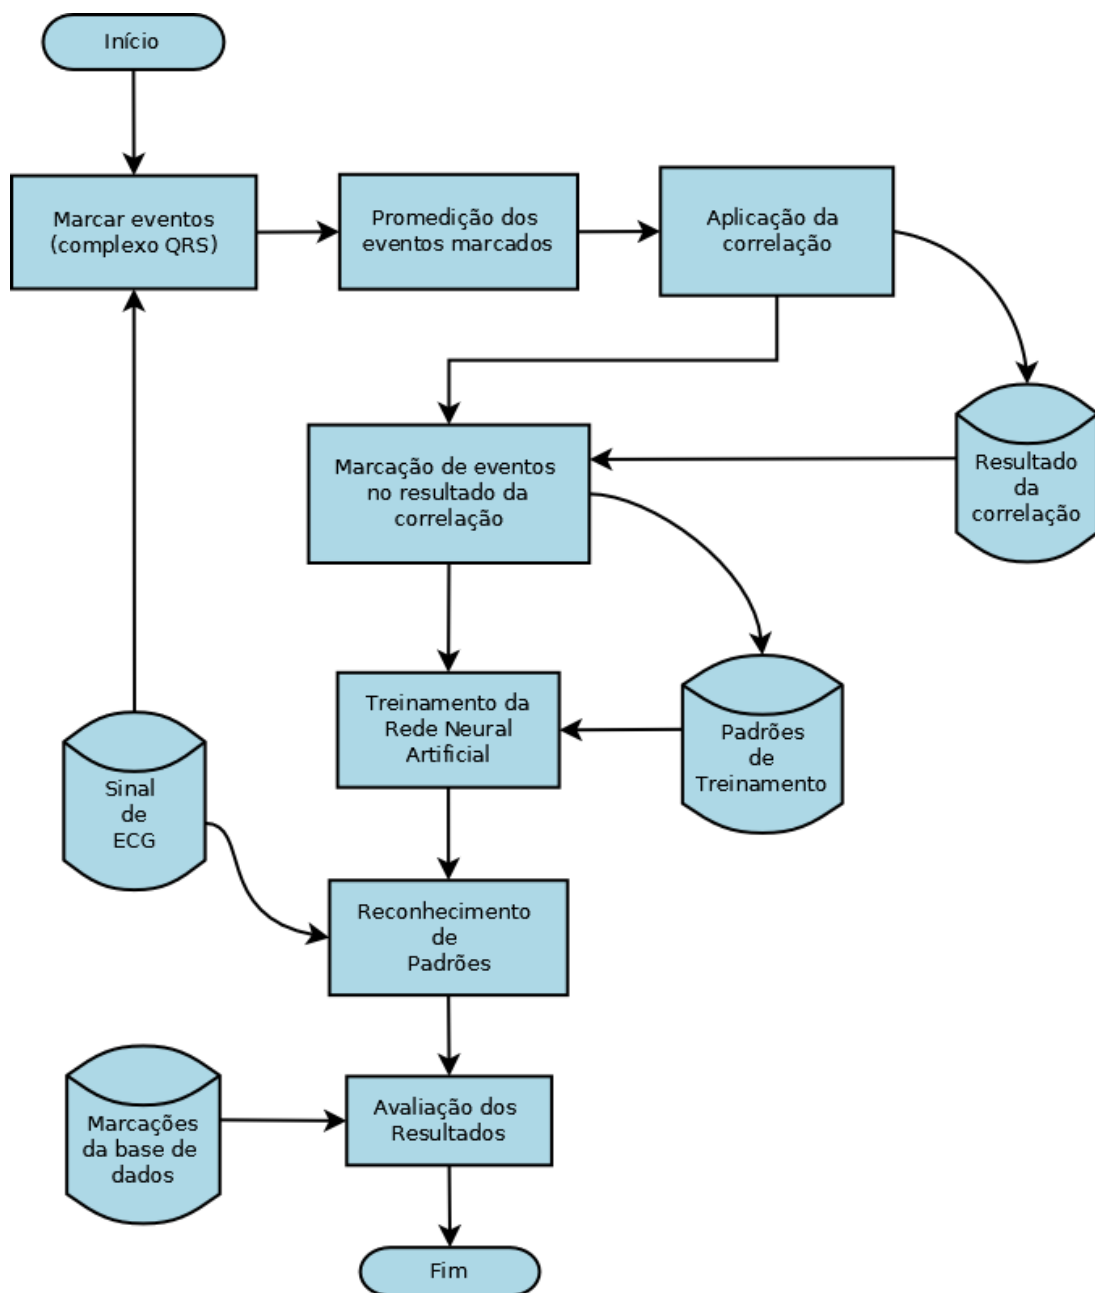 Início
Marcar eventos
(complexo QRS)
Promedição dos
eventos marcados
Aplicação da
correlação
Marcação de eventos
no resultado da
correlação
Resultado
da
correlação
Treinamento da
Rede Neural
Artificial
Padrões
de
Treinamento
Sinal
de
ECG
Reconhecimento
de
Padrões
Marcações
da base de
dados
Avaliação dos
Resultados
Fim